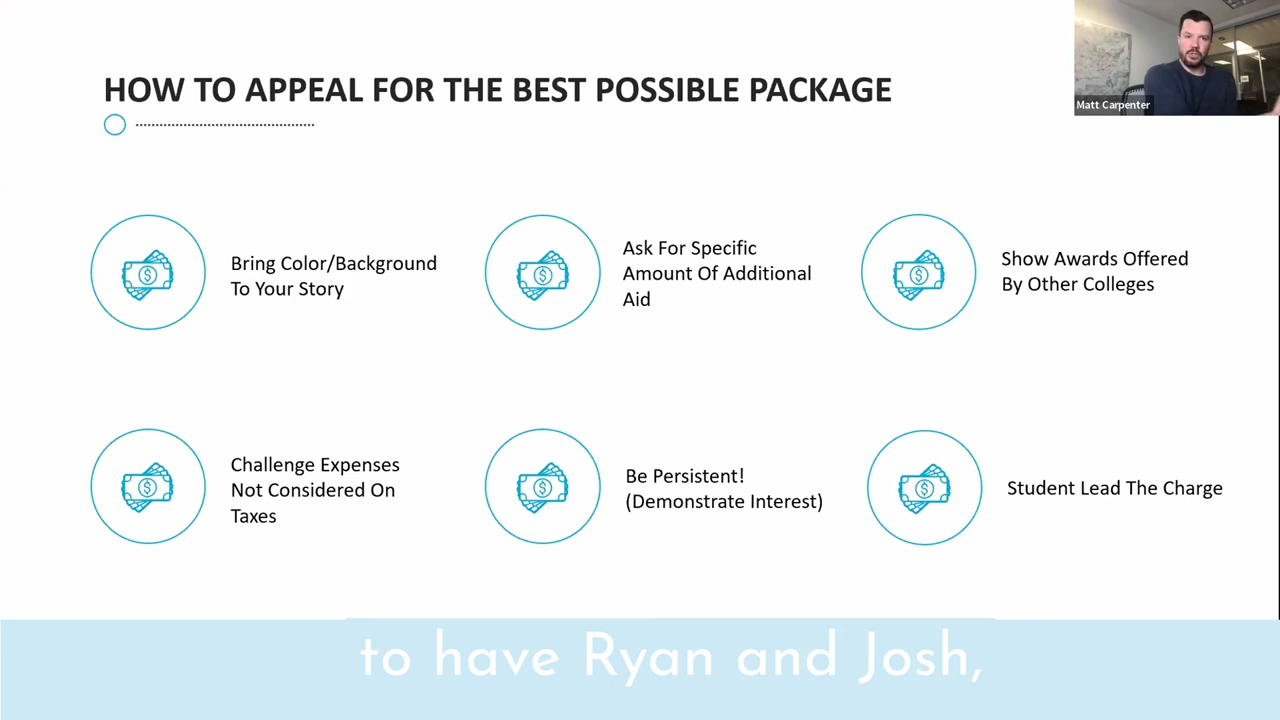 HOW TO APPEAL FOR THE BEST POSSIBLE PACKAGE
Matt Carpenter
Bring Color/Background
To Your Story
Ask For Specific
Amount Of Additional
Aid
Show Awards Offered
By Other Colleges
Challenge Expenses
Not Considered On
Taxes
Be Persistent!
(Demonstrate Interest)
Student Lead The Charge
to have Ryan and Josh,